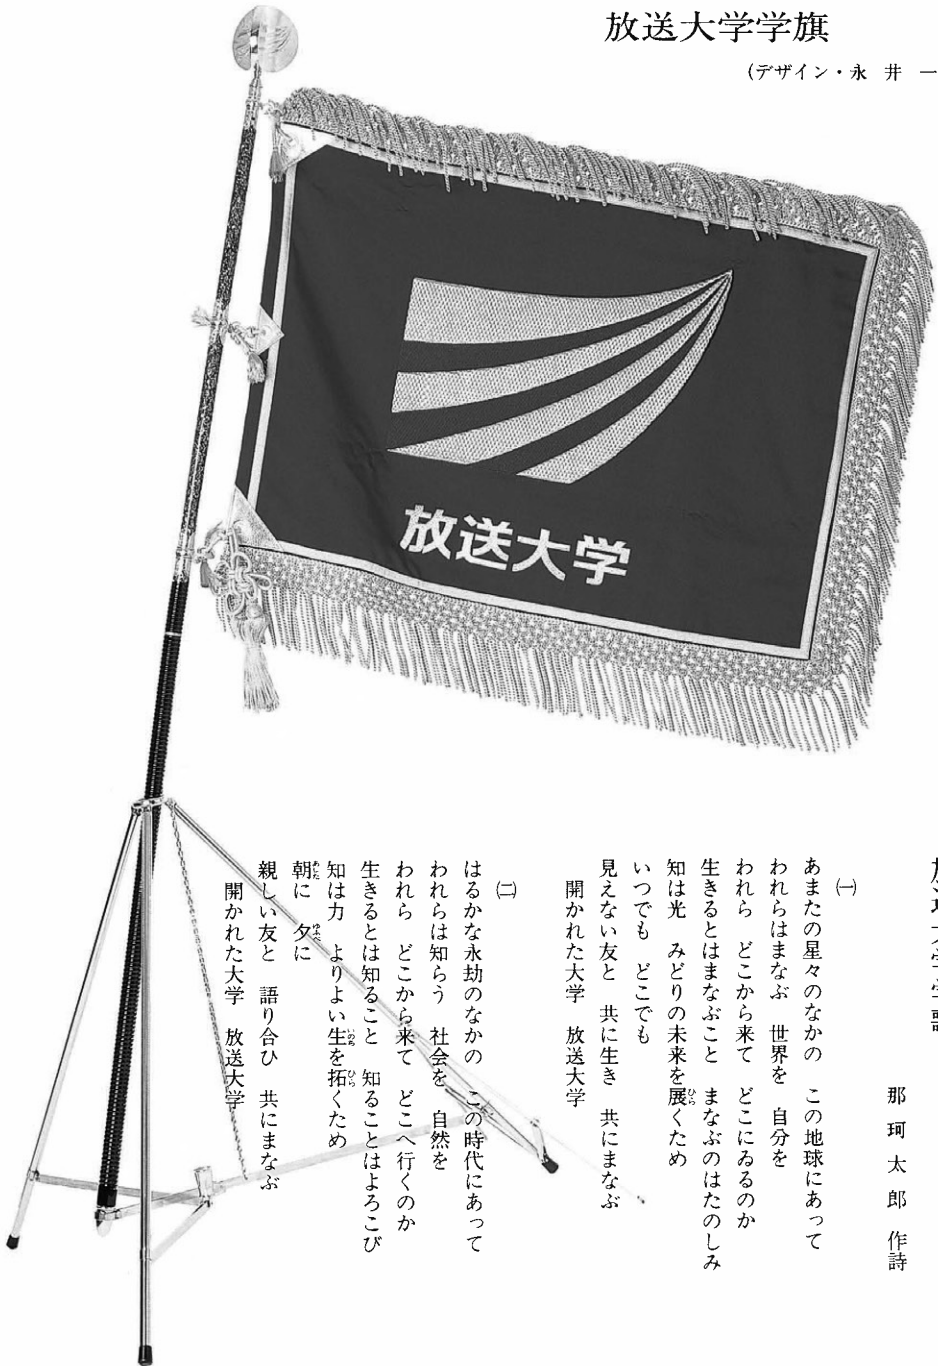 放送大学学旗
(デザイン・永 井 一
放送大学
放送大学学歌
那 珂 太 郎 作詩
㈠
あまたの星々のなかの この地球にあって
われらはまなぶ 世界を 自分を
われら どこから来て どこにゐるのか
生きるとはまなぶこと まなぶのはたのしみ
知は光 みどりの未来を展くため
いつでも どこでも
見えない友と 共に生き 共にまなぶ
開かれた大学 放送大学
㈡
はるかな永劫のなかの この時代にあって
われらは知らう 社会を 自然を
われら どこから来て どこへ行くのか
生きるとは知ること 知ることはよろこび
知は力 よりよい生を拓くため
朝に 夕に
親しい友と 語り合ひ 共にまなぶ
開かれた大学 放送大学